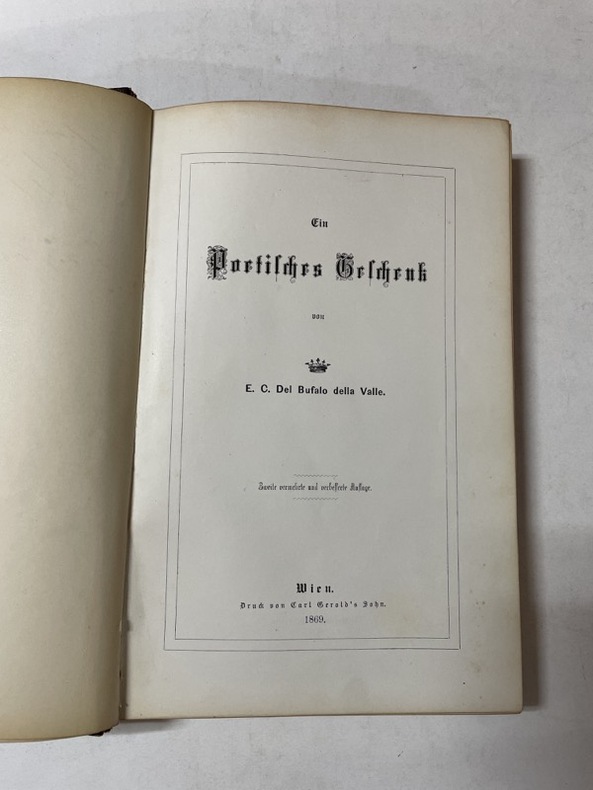 Ein
Poetisches Geschenk
von
E. C. Del Bufalo della Valle.
Zweite vermehrte und verbesserte Auflage.
Wien.
Druck von Carl Gerold's Sohn.
1869.